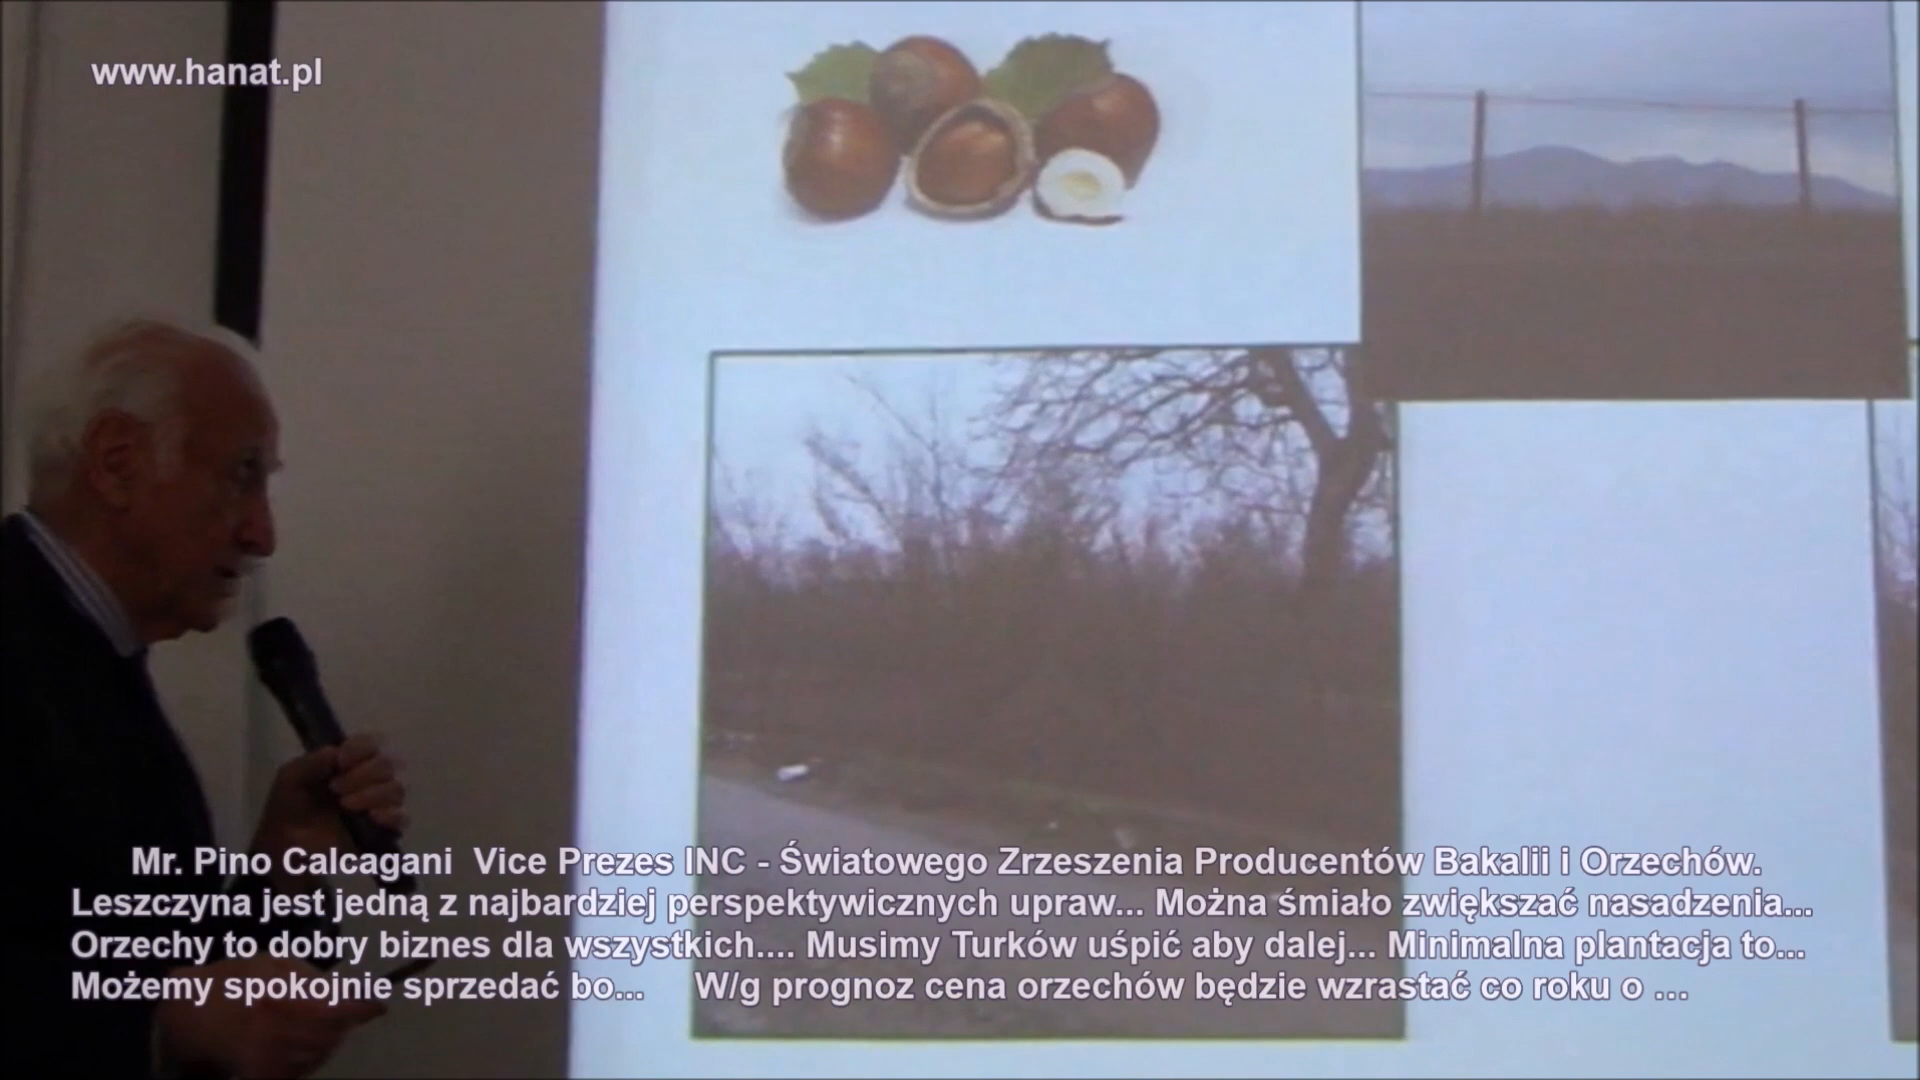 www.hanat.pl
Mr. Pino Calcagani Vice Prezes INC - Światowego Zrzeszenia Producentów Bakalii i Orzechów.
Leszczyna jest jedną z najbardziej perspektywicznych upraw... Można śmiało zwiększać nasadzenia...
Orzechy to dobry biznes dla wszystkich.... Musimy Turków uśpić aby dalej... Minimalna plantacja to...
Możemy spokojnie sprzedać bo... W/g prognoz cena orzechów będzie wzrastać co roku o ...